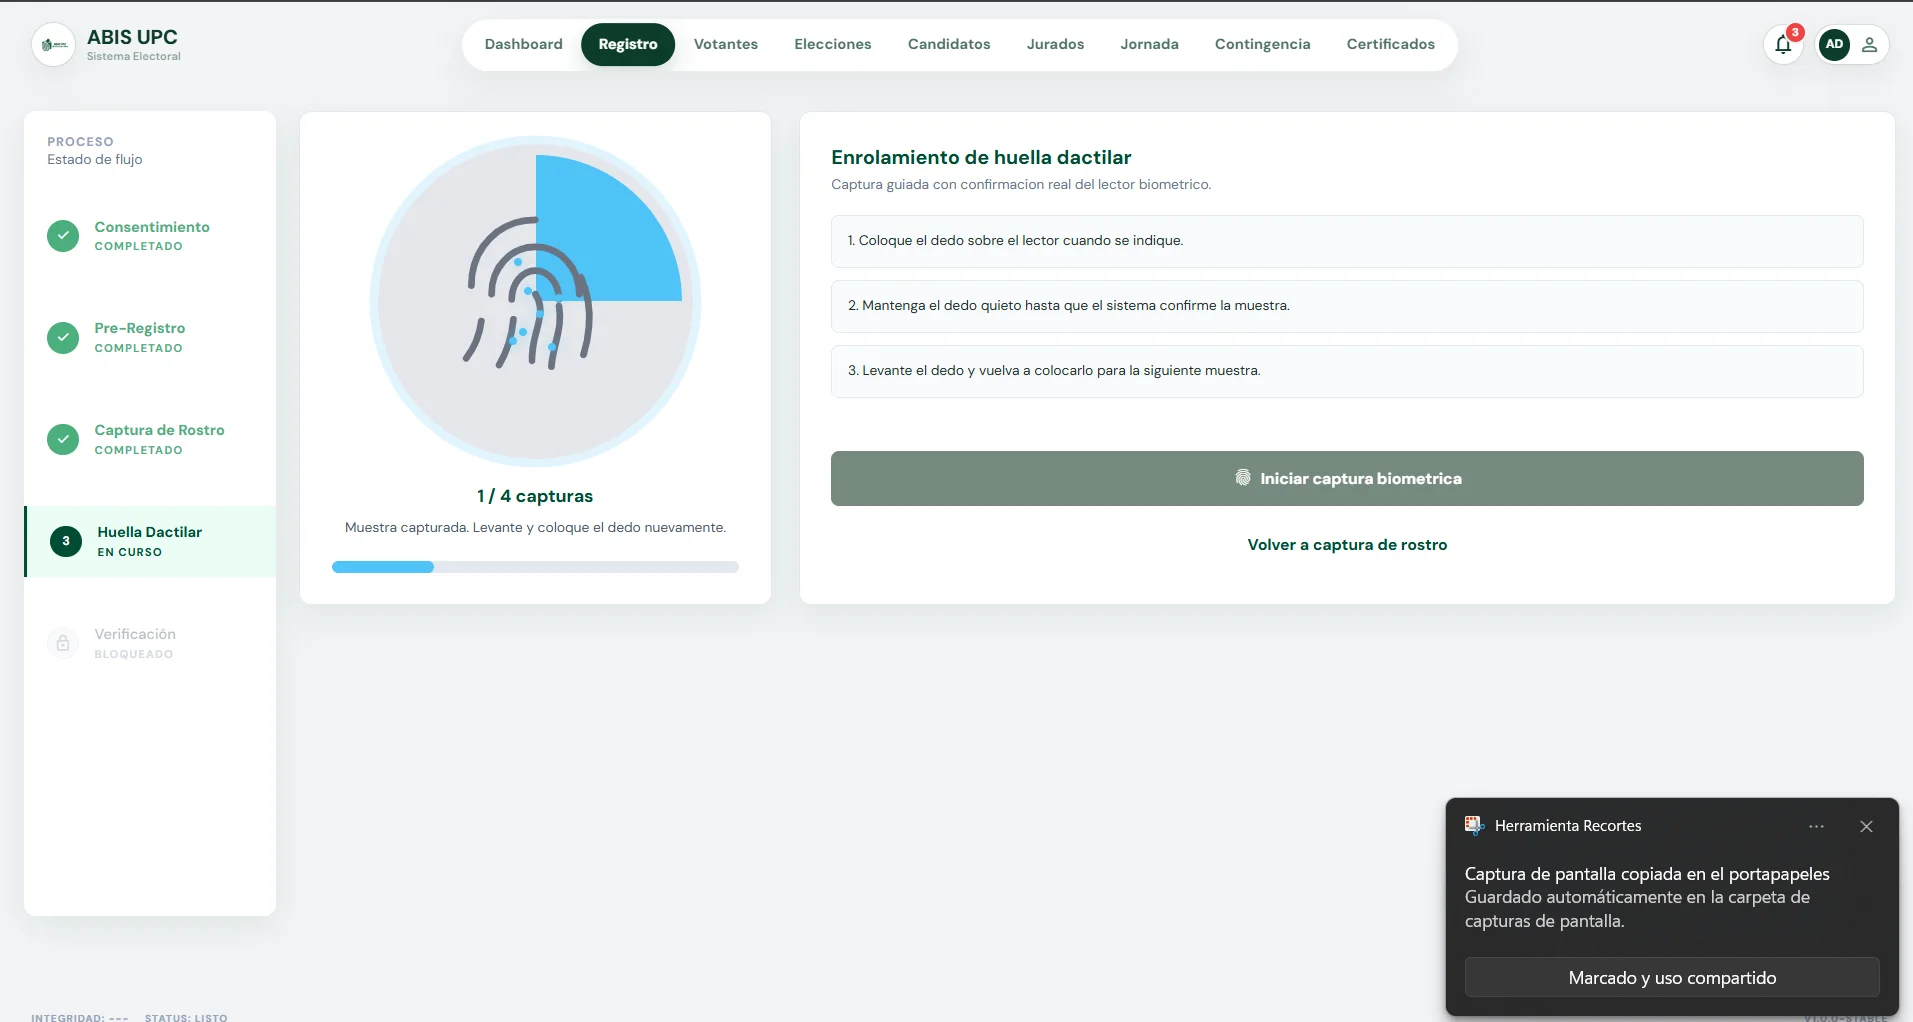 ABIS UPC
Sistema Electoral
Dashboard
Registro
Votantes
Elecciones
Candidatos
Jurados
Jornada
Contingencia
Certificados
3
AD
PROCESO
Estado de flujo
Consentimiento
COMPLETADO
Pre-Registro
COMPLETADO
Captura de Rostro
COMPLETADO
3
Huella Dactilar
EN CURSO
Verificación
BLOQUEADO
1 / 4 capturas
Muestra capturada. Levante y coloque el dedo nuevamente.
Enrolamiento de huella dactilar
Captura guiada con confirmacion real del lector biometrico.
1. Coloque el dedo sobre el lector cuando se indique.
2. Mantenga el dedo quieto hasta que el sistema confirme la muestra.
3. Levante el dedo y vuelva a colocarlo para la siguiente muestra.
Iniciar captura biometrica
Volver a captura de rostro
Herramienta Recortes
Captura de pantalla copiada en el portapapeles
Guardado automáticamente en la carpeta de
capturas de pantalla.
Marcado y uso compartido
INTEGRIDAD: --- STATUS: LISTO
V1.0.0-STABLE